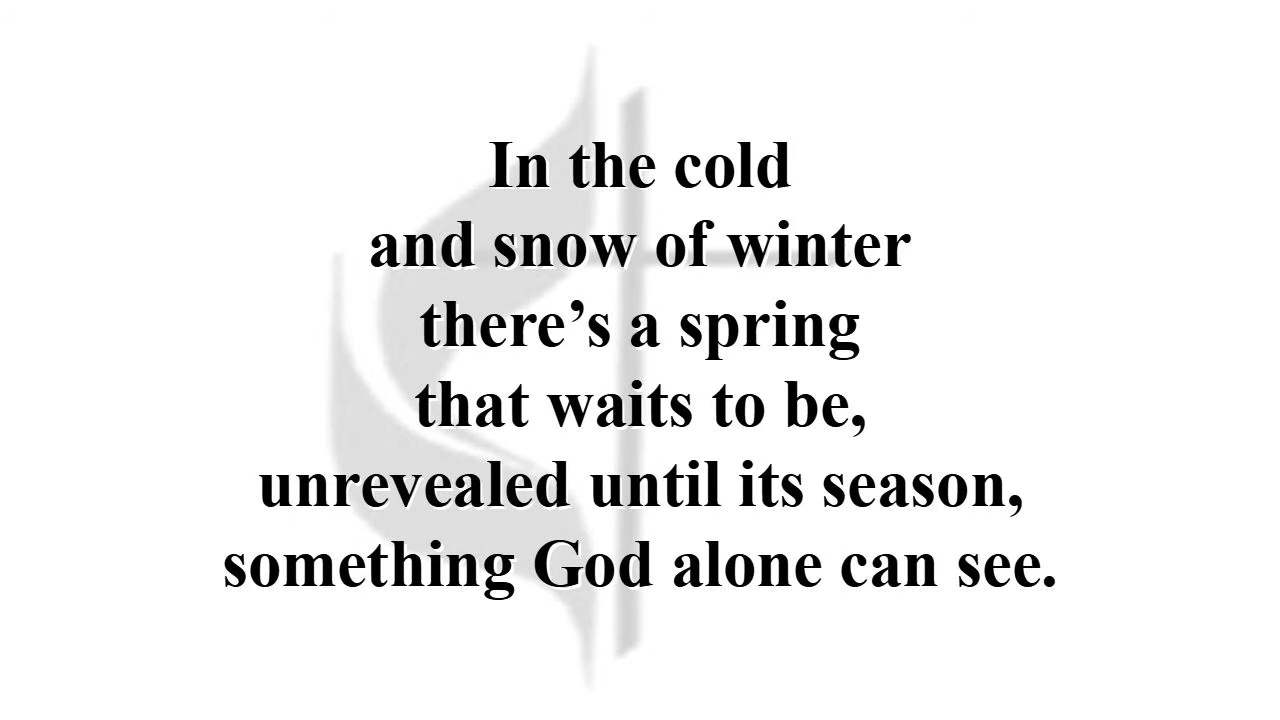 In the cold
and snow of winter
there’s a spring
that waits to be,
unrevealed until its season,
something God alone can see.